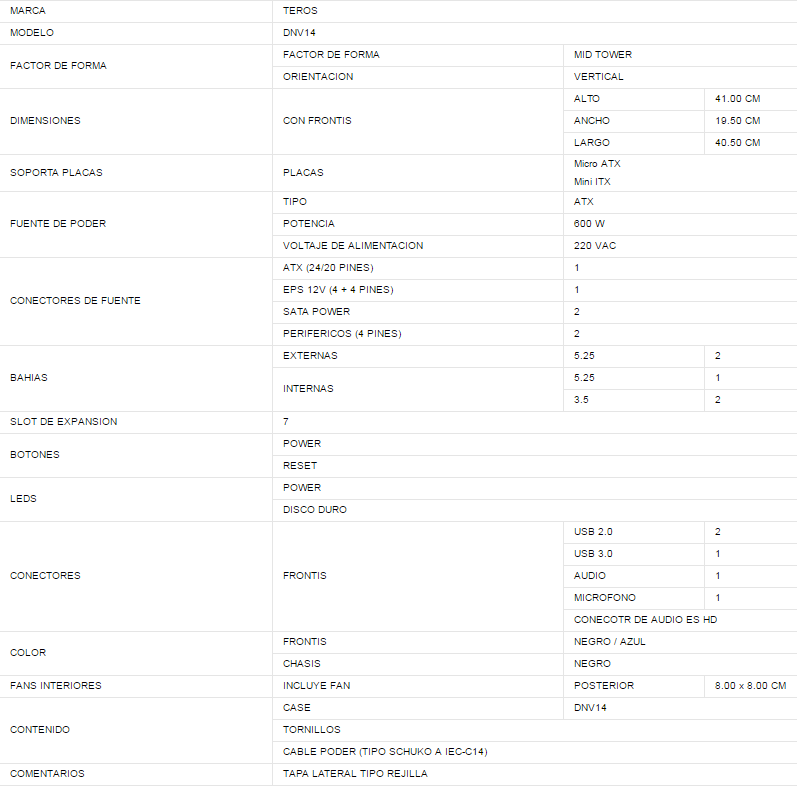 MARCA TEROS
MODELO DNV14
FACTOR DE FORMA FACTOR DE FORMA MID TOWER
ORIENTACION VERTICAL
DIMENSIONES CON FRONTIS ALTO 41.00 CM
ANCHO 19.50 CM
LARGO 40.50 CM
SOPORTA PLACAS PLACAS Micro ATX
Mini ITX
FUENTE DE PODER TIPO ATX
POTENCIA 600 W
VOLTAJE DE ALIMENTACION 220 VAC
CONECTORES DE FUENTE ATX (24/20 PINES) 1
EPS 12V (4 + 4 PINES) 1
SATA POWER 2
PERIFERICOS (4 PINES) 2
BAHIAS EXTERNAS 5.25 2
INTERNAS 5.25 1
3.5 2
SLOT DE EXPANSION 7
BOTONES POWER
RESET
LEDS POWER
DISCO DURO
CONECTORES FRONTIS USB 2.0 2
USB 3.0 1
AUDIO 1
MICROFONO 1
CONECOTR DE AUDIO ES HD
COLOR FRONTIS NEGRO / AZUL
CHASIS NEGRO
FANS INTERIORES INCLUYE FAN POSTERIOR 8.00 x 8.00 CM
CONTENIDO CASE DNV14
TORNILLOS
CABLE PODER (TIPO SCHUKO A IEC-C14)
COMENTARIOS TAPA LATERAL TIPO REJILLA